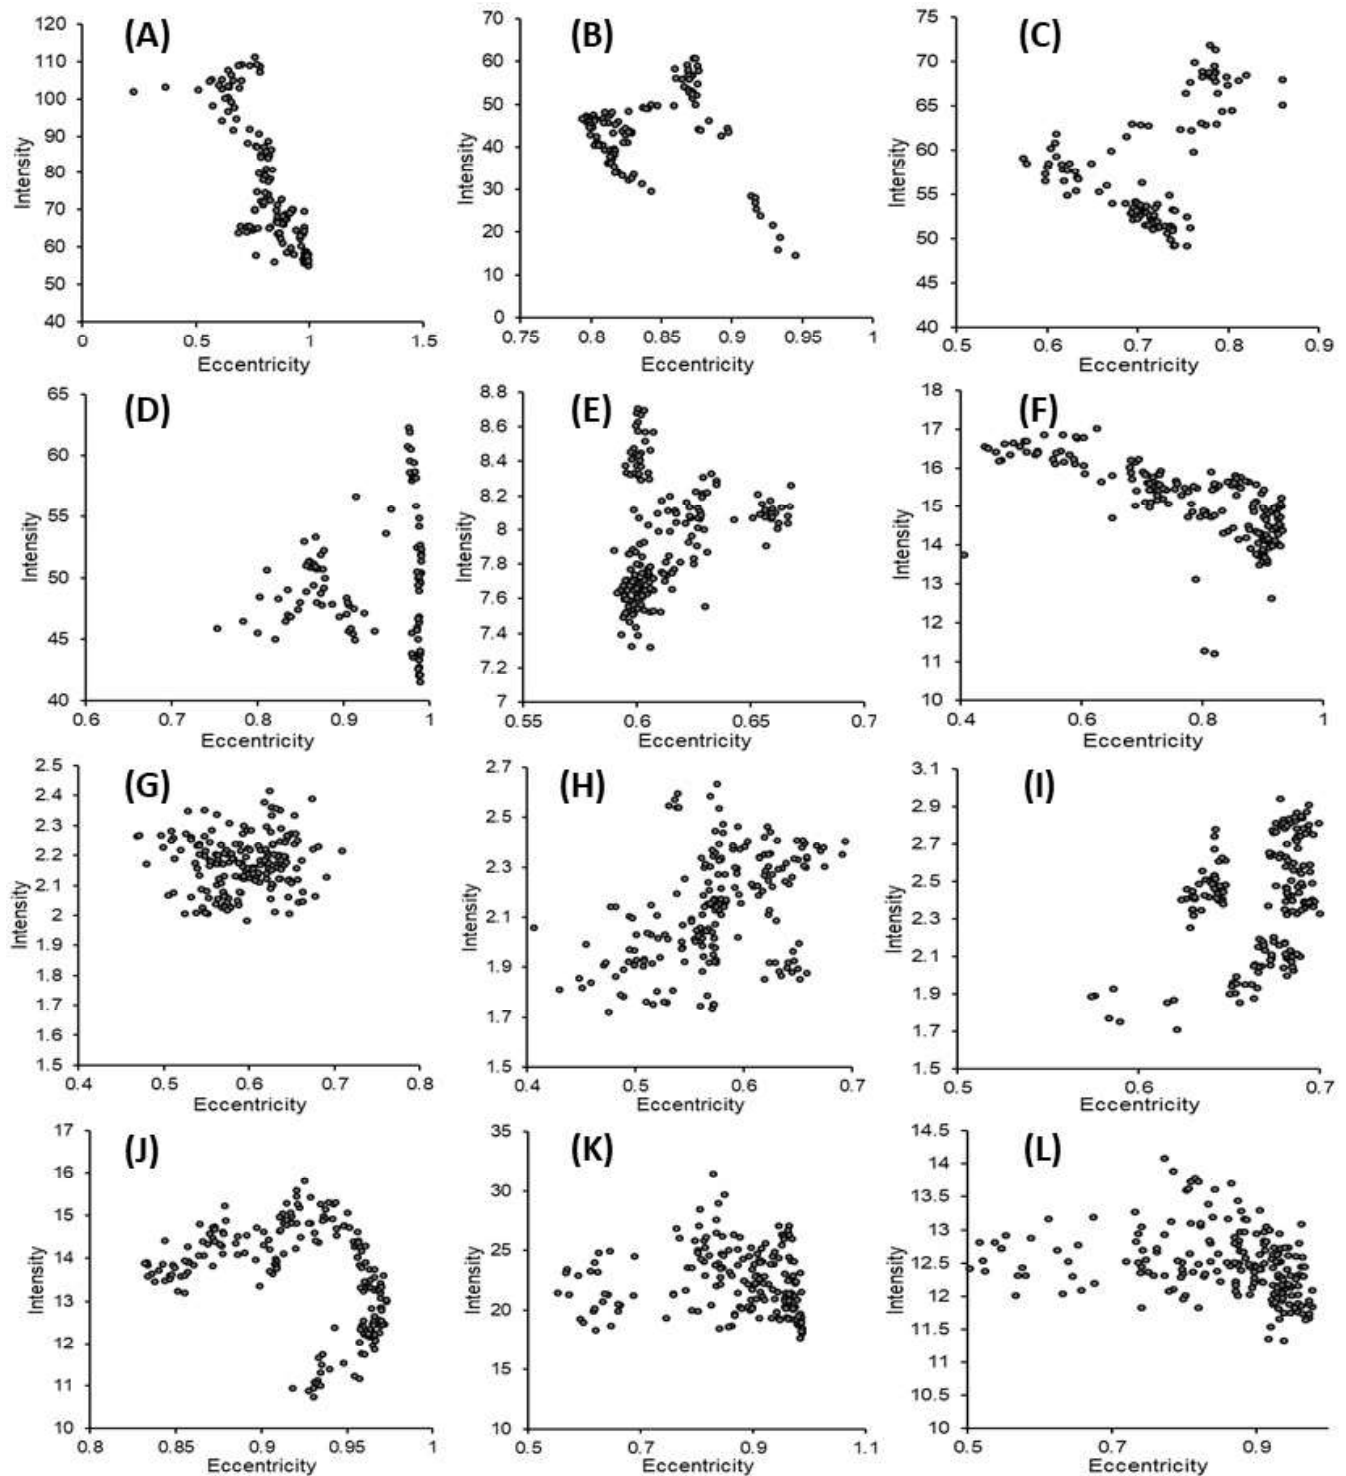 (A)
120
110
100
90
80
70
60
50
40
Intensity
0 0.5 1 1.5
Eccentricity
(B)
70
60
50
40
30
20
10
0
Intensity
0.75 0.8 0.85 0.9 0.95 1
Eccentricity
(C)
75
70
65
60
55
50
45
40
Intensity
0.5 0.6 0.7 0.8 0.9
Eccentricity
(D)
65
60
55
50
45
40
Intensity
0.6 0.7 0.8 0.9 1
Eccentricity
(E)
8.8
8.6
8.4
8.2
8
7.8
7.6
7.4
7.2
7
Intensity
0.55 0.6 0.65 0.7
Eccentricity
(F)
18
17
16
15
14
13
12
11
10
Intensity
0.4 0.6 0.8 1
Eccentricity
(G)
2.5
2.4
2.3
2.2
2.1
2
1.9
1.8
1.7
1.6
1.5
Intensity
0.4 0.5 0.6 0.7 0.8
Eccentricity
(H)
2.7
2.5
2.3
2.1
1.9
1.7
1.5
Intensity
0.4 0.5 0.6 0.7
Eccentricity
(I)
3.1
2.9
2.7
2.5
2.3
2.1
1.9
1.7
1.5
Intensity
0.5 0.6 0.7
Eccentricity
(J)
17
16
15
14
13
12
11
10
Intensity
0.8 0.85 0.9 0.95 1
Eccentricity
(K)
35
30
25
20
15
10
Intensity
0.5 0.7 0.9 1.1
Eccentricity
(L)
14.5
14
13.5
13
12.5
12
11.5
11
10.5
10
Intensity
0.5 0.7 0.9
Eccentricity